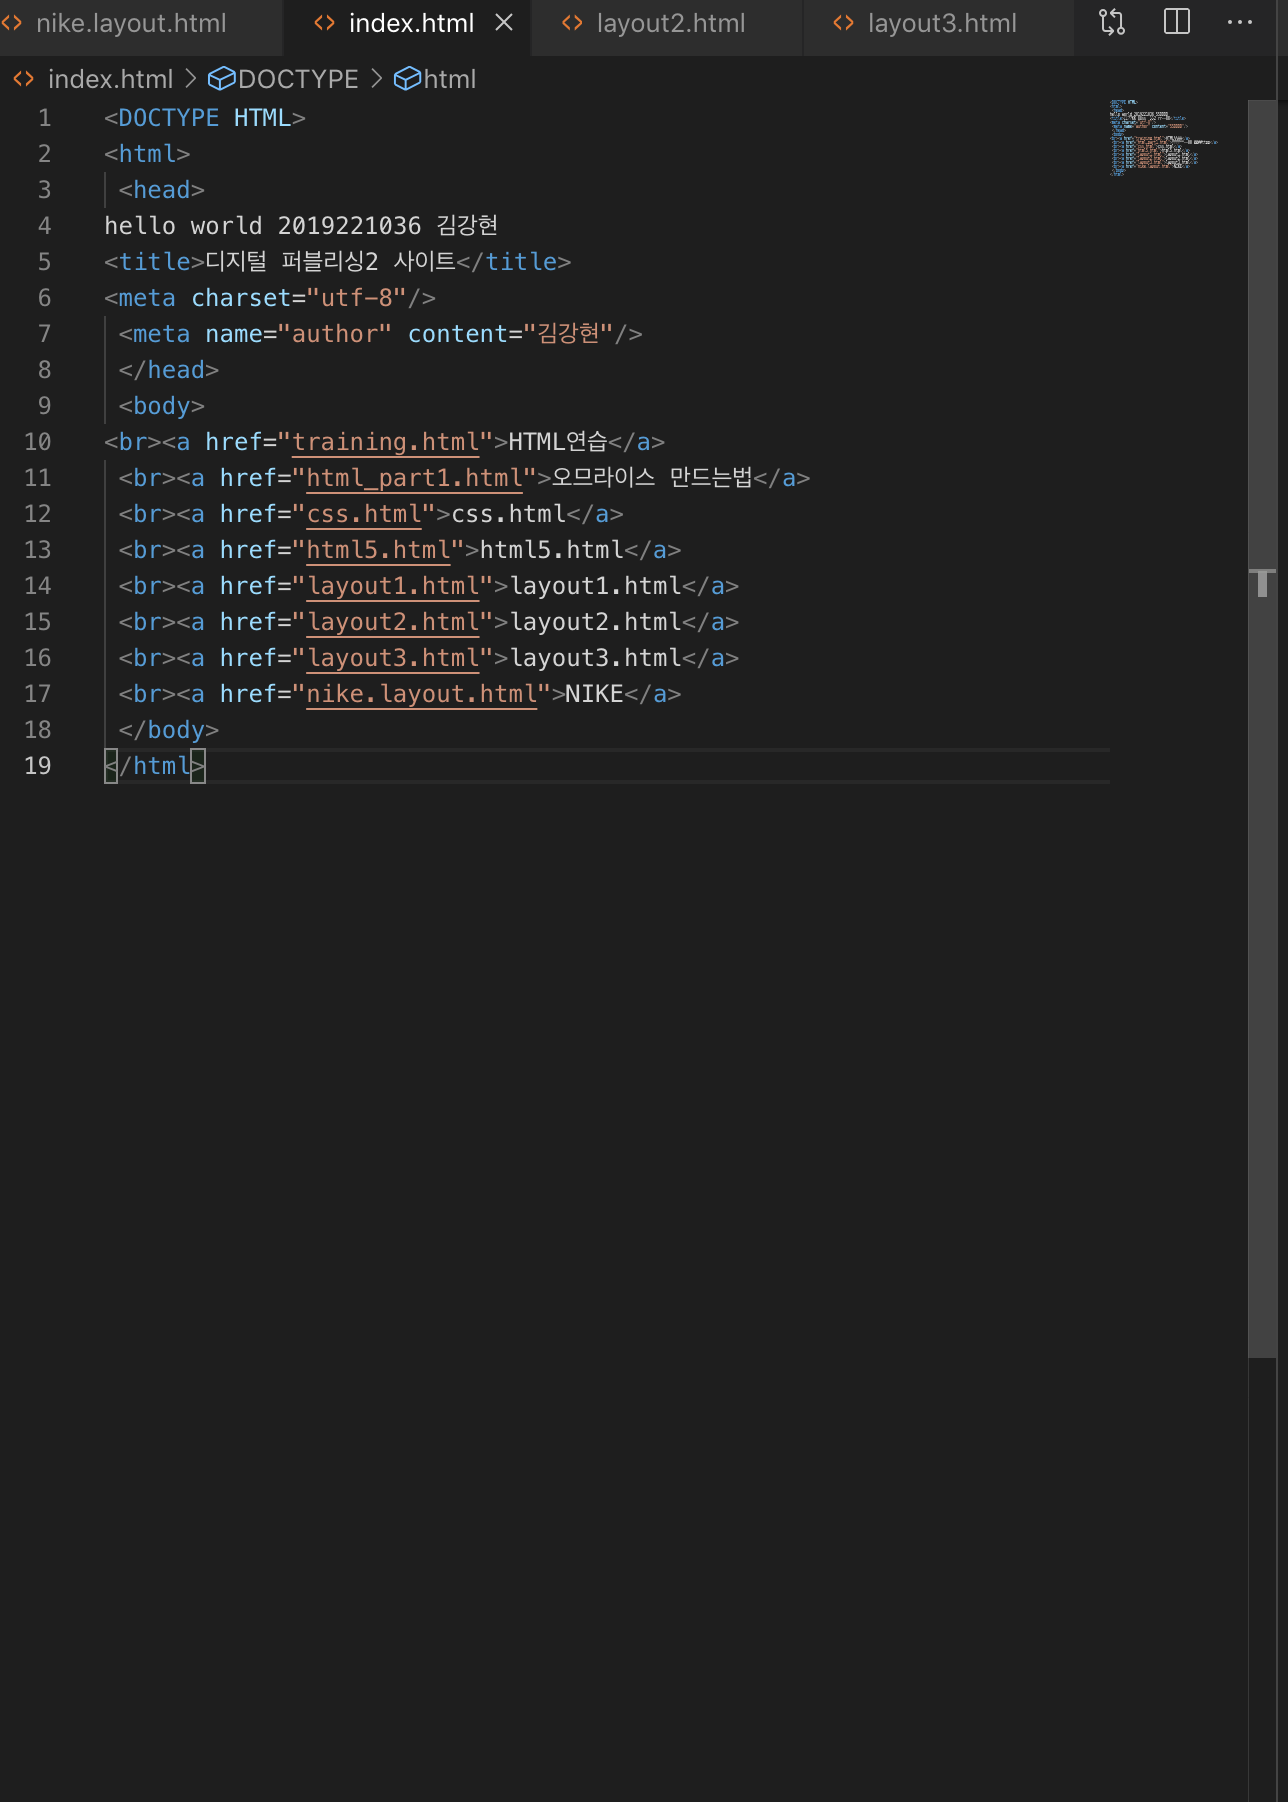 nike.layout.html index.html layout2.html layout3.html
index.html DOCTYPE html
1 <DOCTYPE HTML>
2 <html>
3 <head>
4 hello world 2019221036 김강현
5 <title>디지털 퍼블리싱2 사이트</title>
6 <meta charset="utf-8"/>
7 <meta name="author" content="김강현"/>
8 </head>
9 <body>
10 <br><a href="training.html">HTML연습</a>
11 <br><a href="html_part1.html">오므라이스 만드는법</a>
12 <br><a href="css.html">css.html</a>
13 <br><a href="html5.html">html5.html</a>
14 <br><a href="layout1.html">layout1.html</a>
15 <br><a href="layout2.html">layout2.html</a>
16 <br><a href="layout3.html">layout3.html</a>
17 <br><a href="nike.layout.html">NIKE</a>
18 </body>
19 </html>